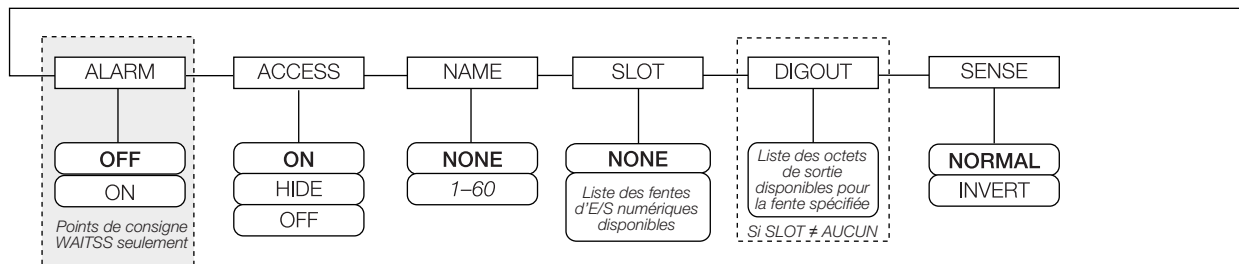 ALARM
ACCESS
NAME
SLOT
DIGOUT
SENSE
OFF
ON
Points de consigne
WAITSS seulement
ON
HIDE
OFF
NONE
1–60
NONE
Liste des fentes
d’E/S numériques
disponibles
Liste des octets
de sortie
disponibles pour
la fente spécifiée
Si SLOT ≠ AUCUN
NORMAL
INVERT